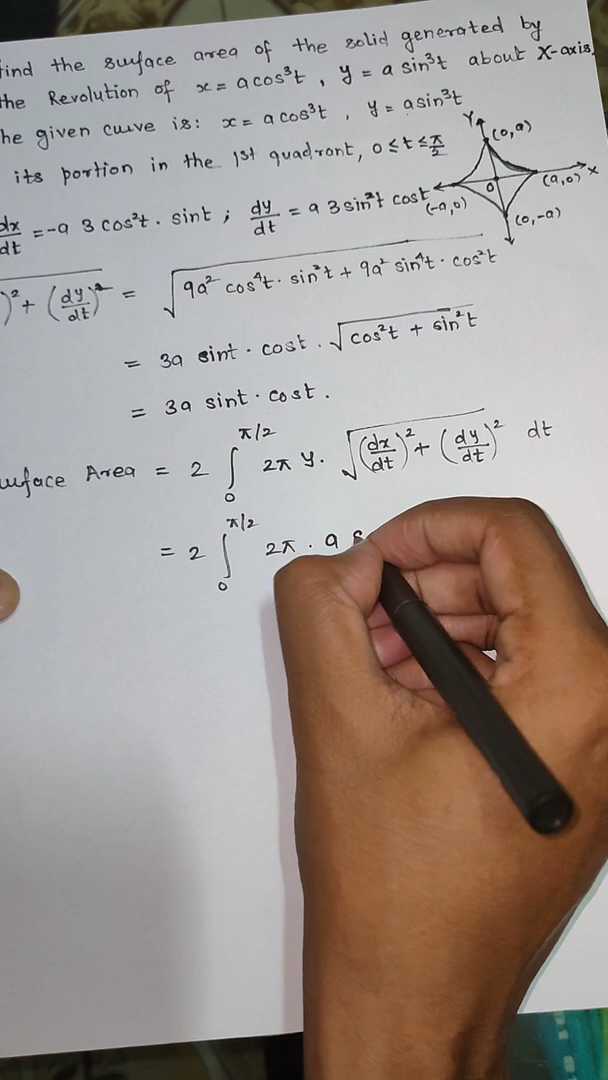 find the surface area of the solid generated by
the Revolution of x = a cos³t , y = a sin³t about X-axis.
he given curve is: x = a cos³t , y = a sin³t
its portion in the 1st quadront, 0 ≤ t ≤ π/2
Y
(0,a)
(a,0) X
0
(-a,0)
(0,-a)
dx/dt = -a 3 cos²t . sint ; dy/dt = a 3 sin²t cost
)² + (dy/dt)² = √(9a² cos⁴t · sin²t + 9a² sin⁴t · cos²t)
= 3a sint · cost . √(cos²t + sin²t)
= 3a sint · cost .
urface Area = 2 ∫₀^(π/2) 2π y . √((dx/dt)² + (dy/dt)²) dt
= 2 ∫₀^(π/2) 2π . a s